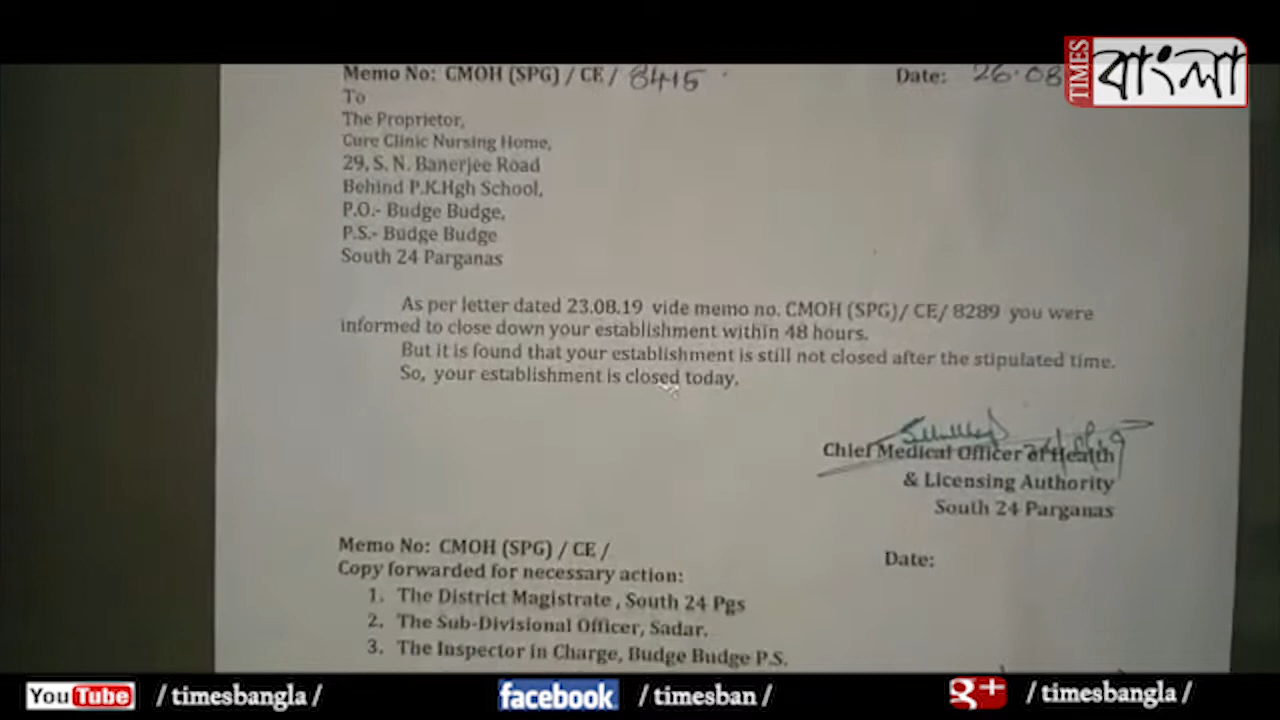 TIMES বাংলা
Memo No: CMOH (SPG) / CE / 8415
Date: 26.08
To
The Proprietor,
Cure Clinic Nursing Home,
29, S. N. Banerjee Road
Behind P.K.Hgh School,
P.O.- Budge Budge,
P.S.- Budge Budge
South 24 Parganas
As per letter dated 23.08.19 vide memo no. CMOH (SPG)/ CE/ 8289 you were
informed to close down your establishment within 48 hours.
But it is found that your establishment is still not closed after the stipulated time.
So, your establishment is closed today.
Chief Medical Officer of Health
& Licensing Authority
South 24 Parganas
Memo No: CMOH (SPG) / CE /
Date:
Copy forwarded for necessary action:
1. The District Magistrate , South 24 Pgs
2. The Sub-Divisional Officer, Sadar.
3. The Inspector in Charge, Budge Budge P.S.
YouTube / timesbangla / facebook / timesban / g+ / timesbangla /